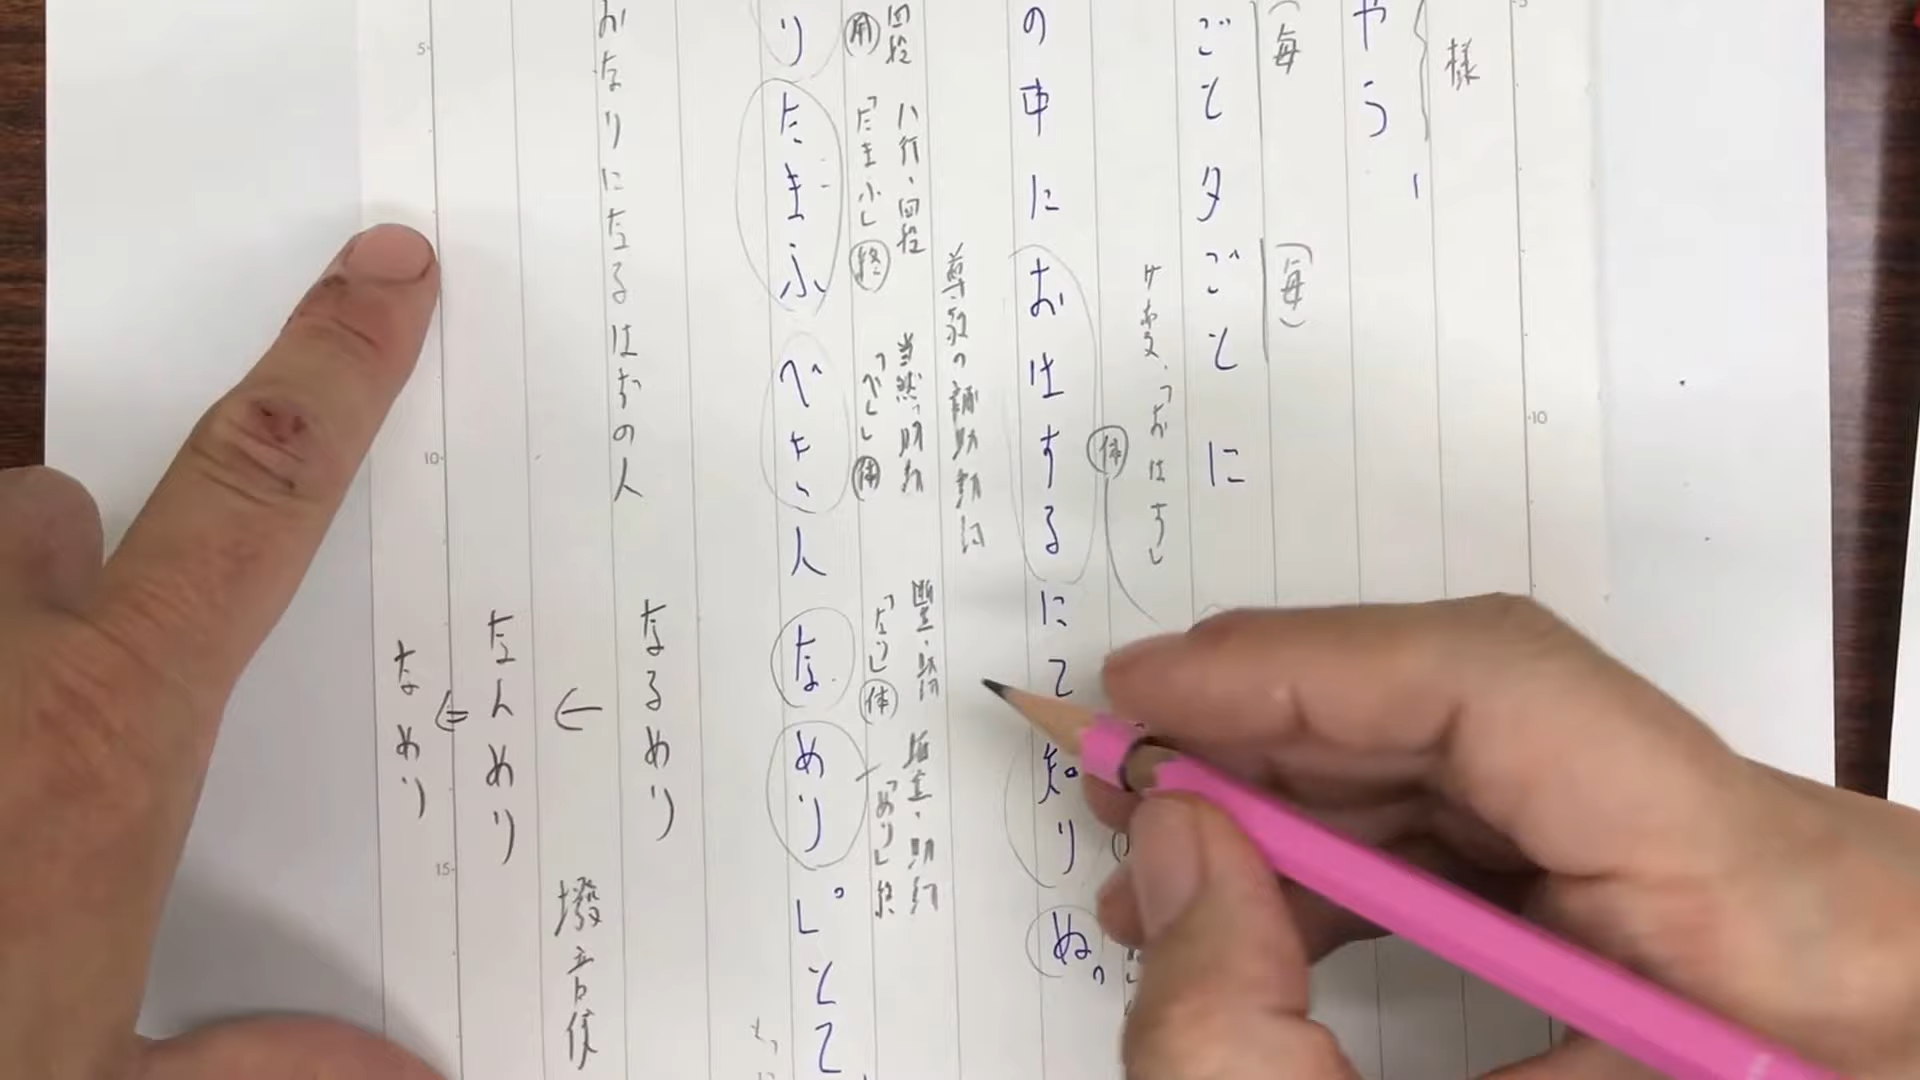 様
やう
(毎
(毎)
ごと夕ごとに
サ変、「おはす」
体
の中におはするにて知りぬ。
尊敬の補助動詞
四段
用
ハ行、四段
「たまふ」終
当然・助動
「べし」体
断定・助動
「なり」体
推定・助動
「めり」終
りたまふべき人なめり」とて
おなりになるはずの人
なるめり
←
撥音便
なんめり
なめり
5
10
15
5
10